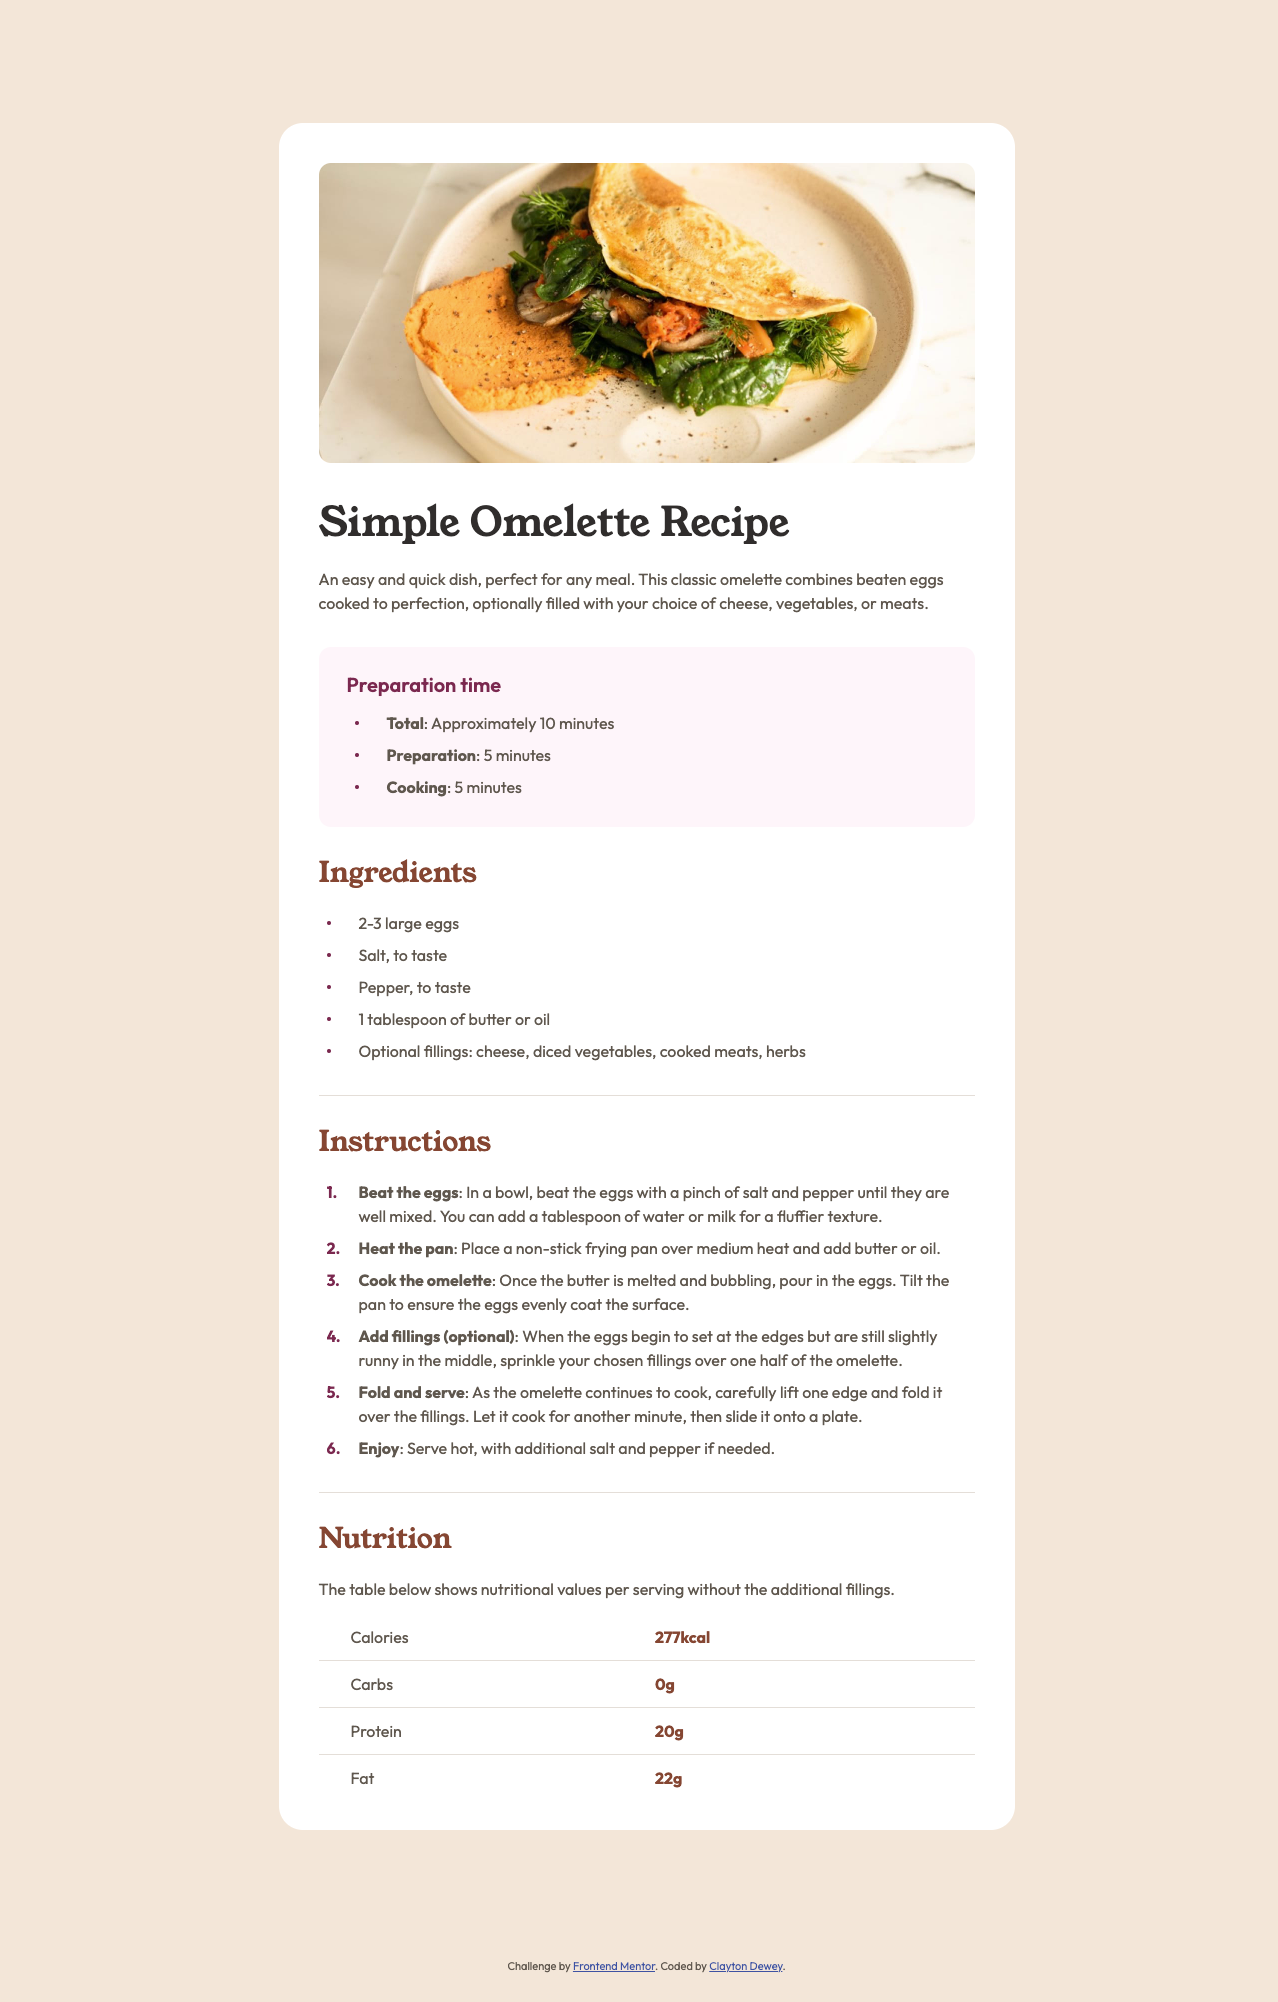 Simple Omelette Recipe
An easy and quick dish, perfect for any meal. This classic omelette combines beaten eggs
cooked to perfection, optionally filled with your choice of cheese, vegetables, or meats.
Preparation time
• Total: Approximately 10 minutes
• Preparation: 5 minutes
• Cooking: 5 minutes
Ingredients
• 2-3 large eggs
• Salt, to taste
• Pepper, to taste
• 1 tablespoon of butter or oil
• Optional fillings: cheese, diced vegetables, cooked meats, herbs
Instructions
1. Beat the eggs: In a bowl, beat the eggs with a pinch of salt and pepper until they are
well mixed. You can add a tablespoon of water or milk for a fluffier texture.
2. Heat the pan: Place a non-stick frying pan over medium heat and add butter or oil.
3. Cook the omelette: Once the butter is melted and bubbling, pour in the eggs. Tilt the
pan to ensure the eggs evenly coat the surface.
4. Add fillings (optional): When the eggs begin to set at the edges but are still slightly
runny in the middle, sprinkle your chosen fillings over one half of the omelette.
5. Fold and serve: As the omelette continues to cook, carefully lift one edge and fold it
over the fillings. Let it cook for another minute, then slide it onto a plate.
6. Enjoy: Serve hot, with additional salt and pepper if needed.
Nutrition
The table below shows nutritional values per serving without the additional fillings.
Calories 277kcal
Carbs 0g
Protein 20g
Fat 22g
Challenge by Frontend Mentor. Coded by Clayton Dewey.